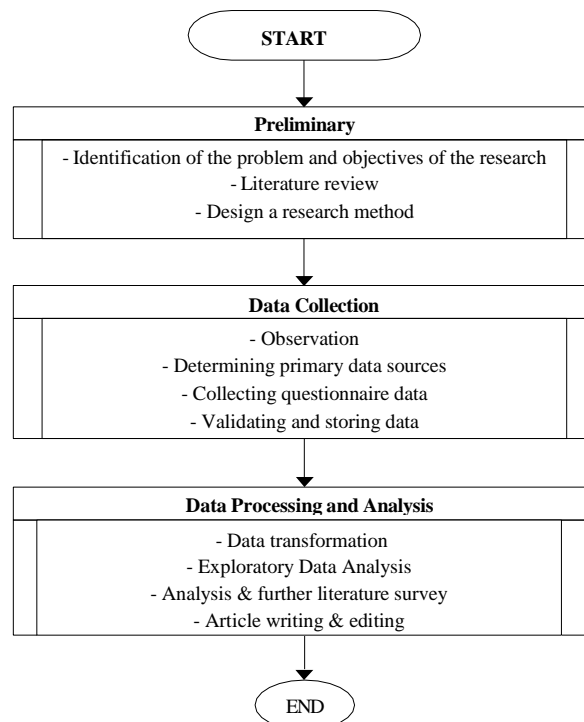 START
Preliminary
- Identification of the problem and objectives of the research
- Literature review
- Design a research method
Data Collection
- Observation
- Determining primary data sources
- Collecting questionnaire data
- Validating and storing data
Data Processing and Analysis
- Data transformation
- Exploratory Data Analysis
- Analysis & further literature survey
- Article writing & editing
END